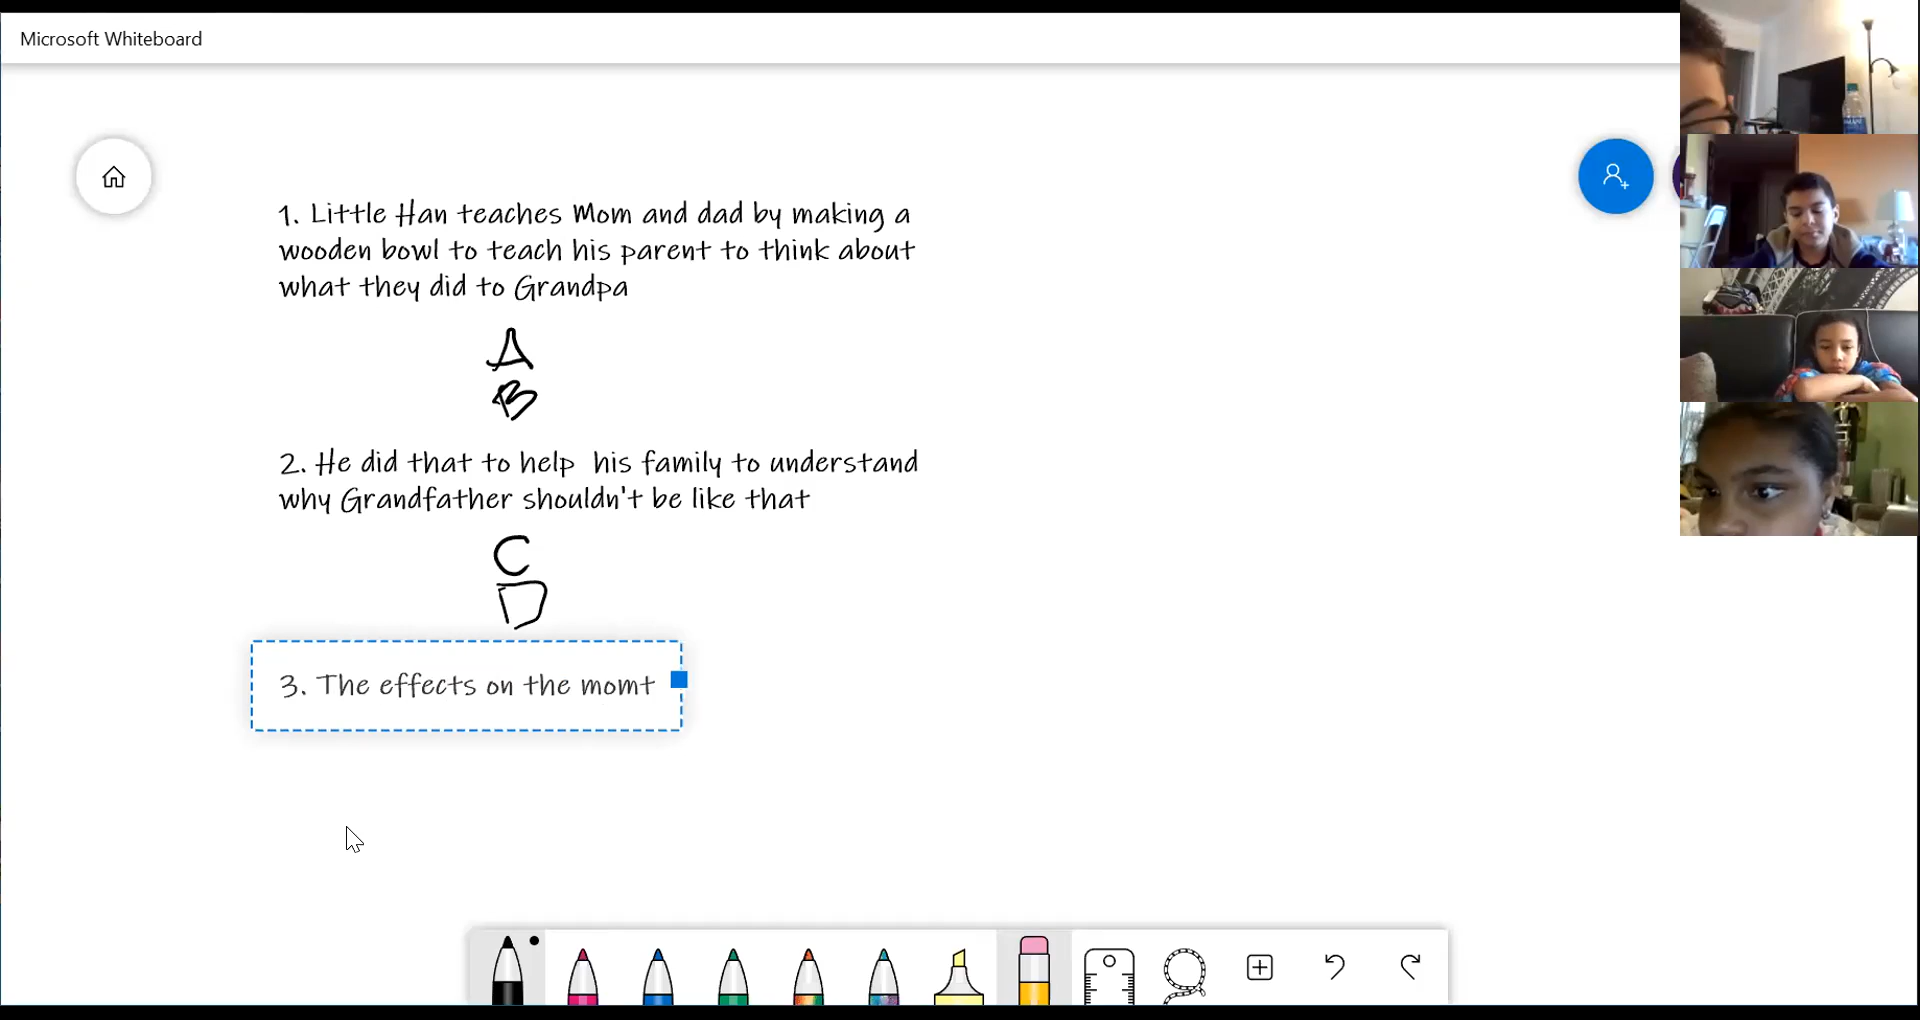 Microsoft Whiteboard
1. Little Han teaches Mom and dad by making a
wooden bowl to teach his parent to think about
what they did to Grandpa
A
B
2. He did that to help his family to understand
why Grandfather shouldn't be like that
C
D
3. The effects on the momt